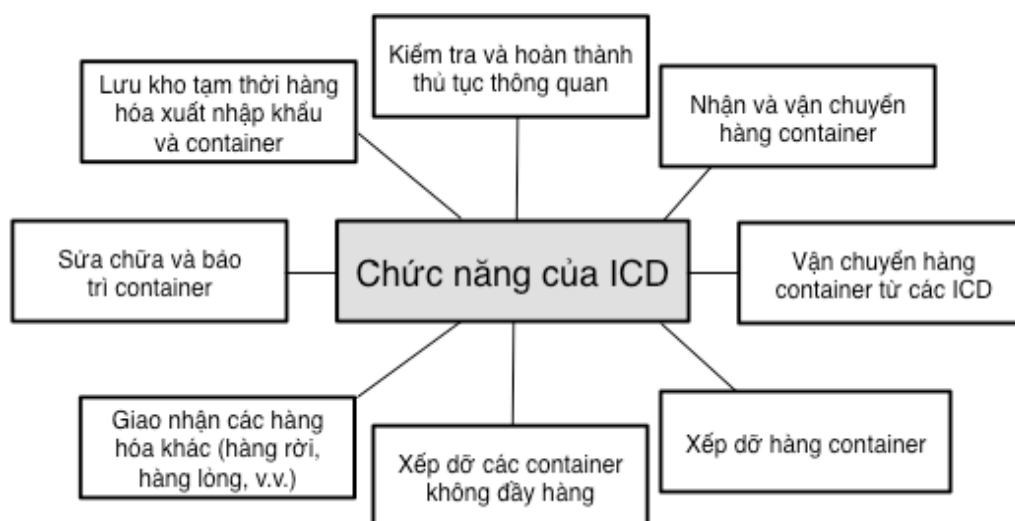 Kiểm tra và hoàn thành
thủ tục thông quan
Lưu kho tạm thời hàng
hóa xuất nhập khẩu
và container
Nhận và vận chuyển
hàng container
Sửa chữa và bảo
trì container
Chức năng của ICD
Vận chuyển hàng
container từ các ICD
Giao nhận các hàng
hóa khác (hàng rời,
hàng lỏng, v.v.)
Xếp dỡ các container
không đầy hàng
Xếp dỡ hàng container